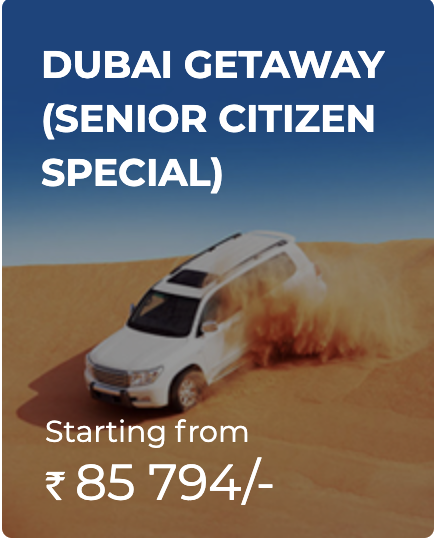 DUBAI GETAWAY
(SENIOR CITIZEN
SPECIAL)
Starting from
₹ 85 794/-